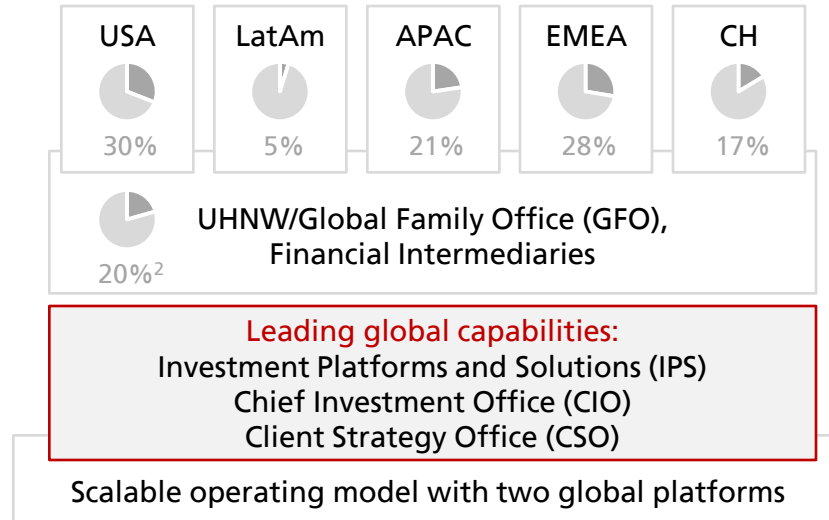 USA LatAm APAC EMEA CH
30% 5% 21% 28% 17%
UHNW/Global Family Office (GFO),
Financial Intermediaries
20%2
Leading global capabilities:
Investment Platforms and Solutions (IPS)
Chief Investment Office (CIO)
Client Strategy Office (CSO)
Scalable operating model with two global platforms